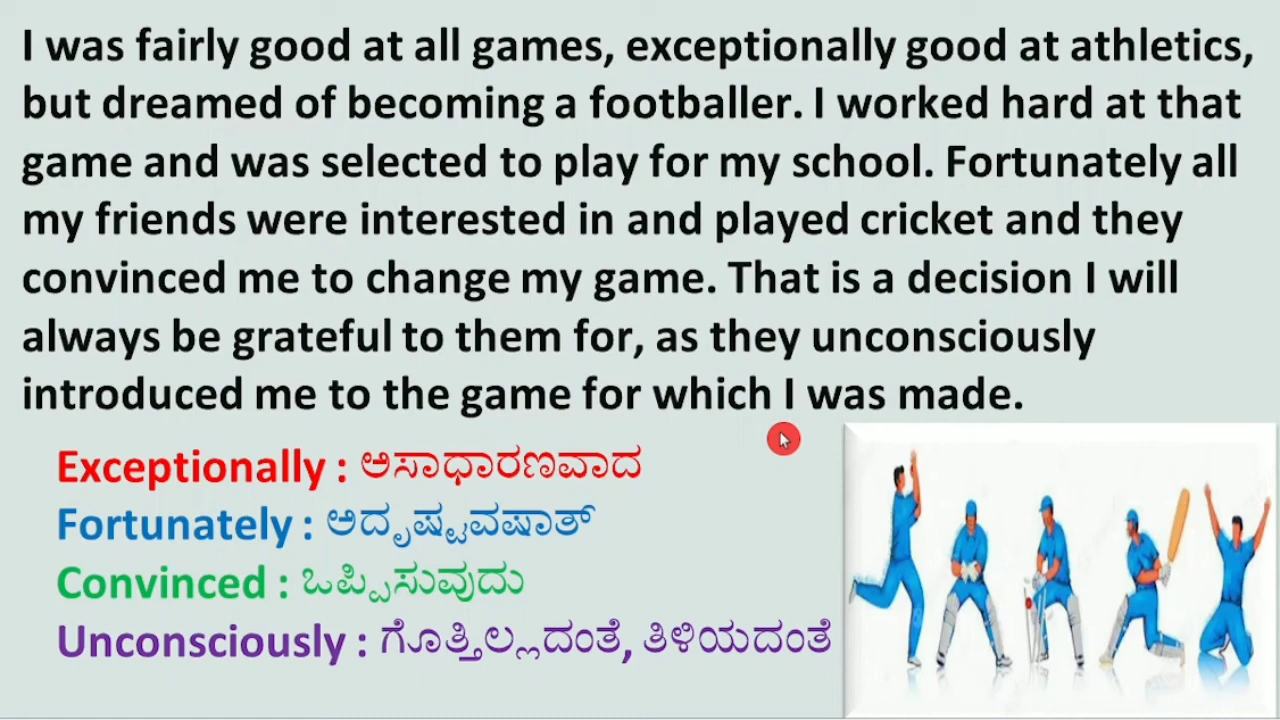 I was fairly good at all games, exceptionally good at athletics,
but dreamed of becoming a footballer. I worked hard at that
game and was selected to play for my school. Fortunately all
my friends were interested in and played cricket and they
convinced me to change my game. That is a decision I will
always be grateful to them for, as they unconsciously
introduced me to the game for which I was made.
Exceptionally : ಅಸಾಧಾರಣವಾದ
Fortunately : ಅದೃಷ್ಟವಷಾತ್
Convinced : ಒಪ್ಪಿಸುವುದು
Unconsciously : ಗೊತ್ತಿಲ್ಲದಂತೆ, ತಿಳಿಯದಂತೆ